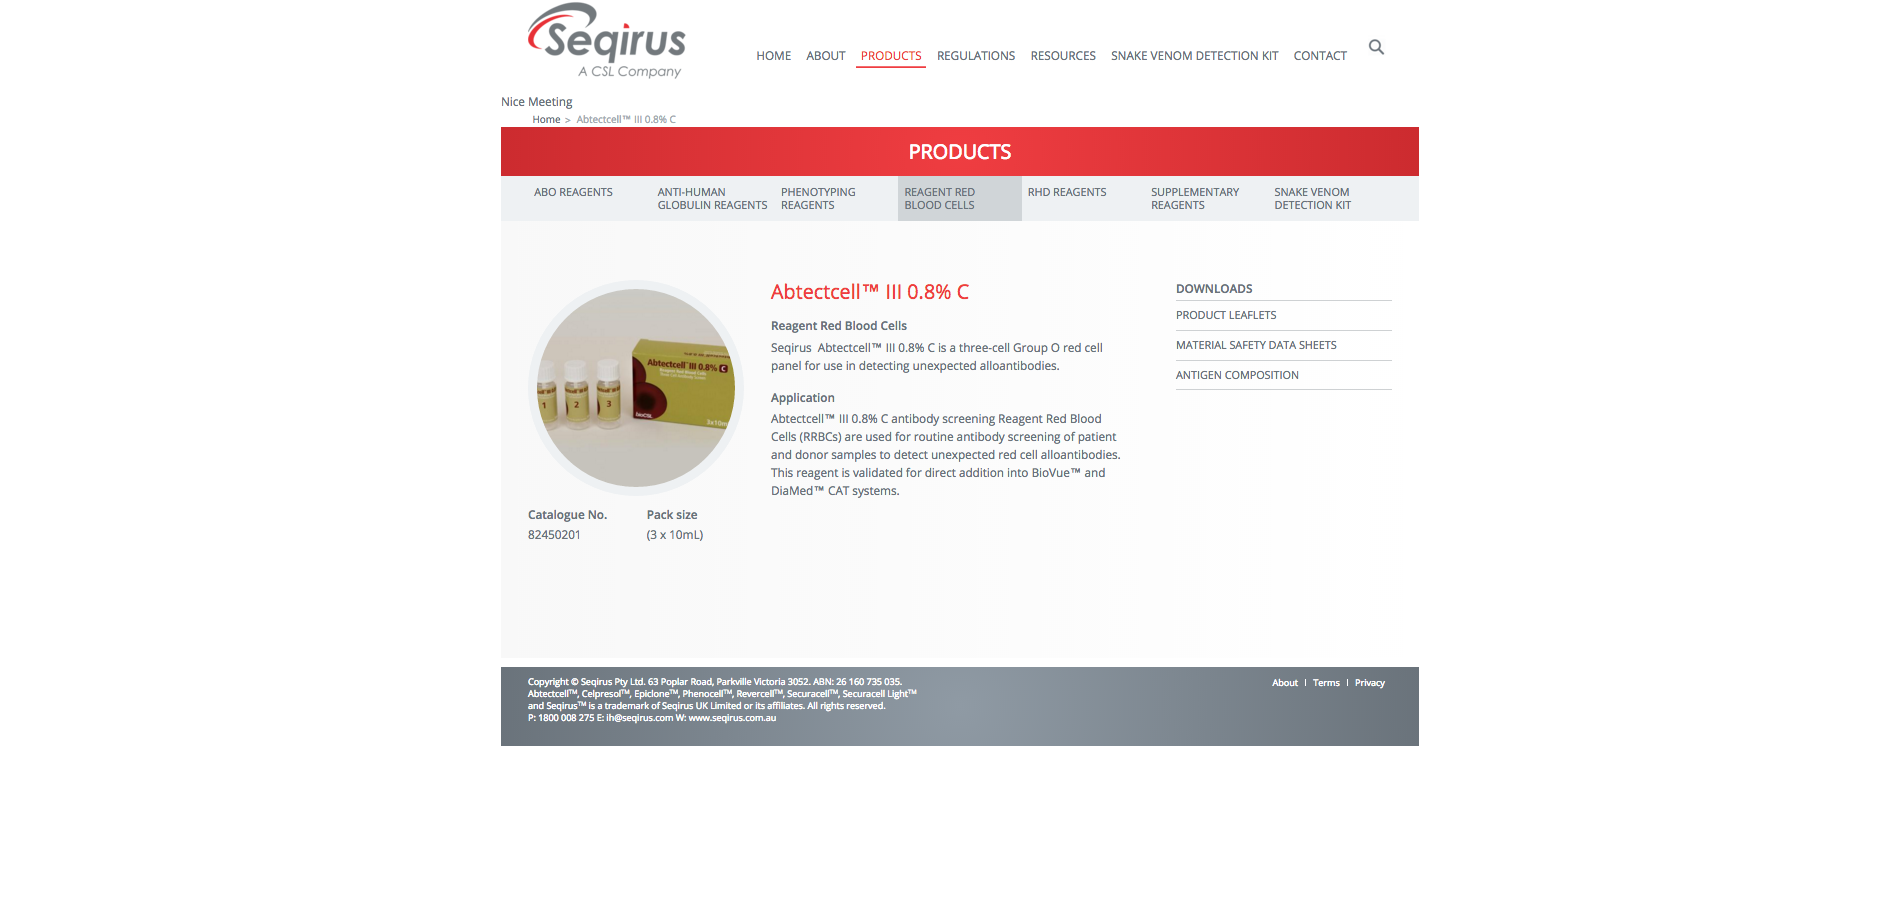 Seqirus
A CSL Company
HOME ABOUT PRODUCTS REGULATIONS RESOURCES SNAKE VENOM DETECTION KIT CONTACT
Nice Meeting
Home > Abtectcell™ III 0.8% C
PRODUCTS
ABO REAGENTS
ANTI-HUMAN
GLOBULIN REAGENTS
PHENOTYPING
REAGENTS
REAGENT RED
BLOOD CELLS
RHD REAGENTS
SUPPLEMENTARY
REAGENTS
SNAKE VENOM
DETECTION KIT
Abtectcell™ III 0.8% C
Reagent Red Blood Cells
bioCSL
3x10m
1
2
3
Catalogue No. Pack size
82450201 (3 x 10mL)
Abtectcell™ III 0.8% C
Reagent Red Blood Cells
Seqirus Abtectcell™ III 0.8% C is a three-cell Group O red cell
panel for use in detecting unexpected alloantibodies.
Application
Abtectcell™ III 0.8% C antibody screening Reagent Red Blood
Cells (RRBCs) are used for routine antibody screening of patient
and donor samples to detect unexpected red cell alloantibodies.
This reagent is validated for direct addition into BioVue™ and
DiaMed™ CAT systems.
DOWNLOADS
PRODUCT LEAFLETS
MATERIAL SAFETY DATA SHEETS
ANTIGEN COMPOSITION
Copyright © Seqirus Pty Ltd. 63 Poplar Road, Parkville Victoria 3052. ABN: 26 160 735 035.
Abtectcell™, Celpresol™, Epiclone™, Phenocell™, Revercell™, Securacell™, Securacell Light™
and Seqirus™ is a trademark of Seqirus UK Limited or its affiliates. All rights reserved.
P: 1800 008 275 E: ih@seqirus.com W: www.seqirus.com.au
About | Terms | Privacy